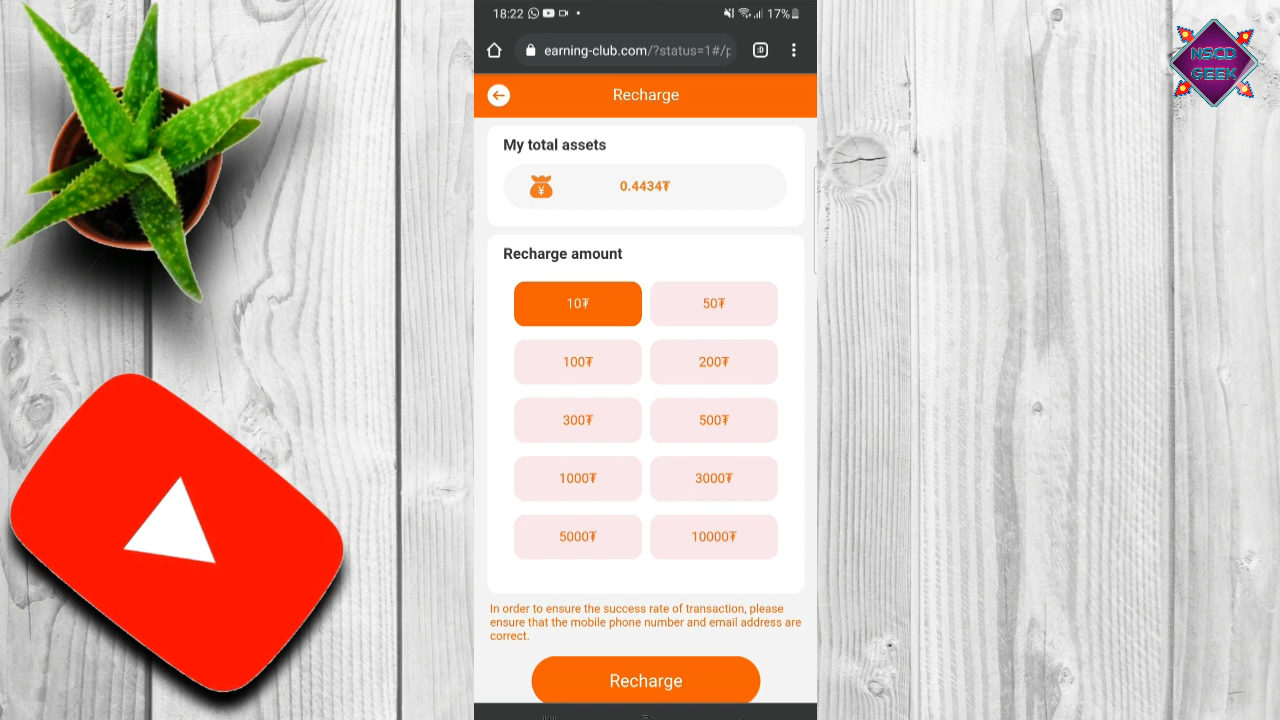 18:22
17%
earning-club.com/?status=1#/p
:D
Recharge
My total assets
¥
0.4434₮
Recharge amount
10₮
50₮
100₮
200₮
300₮
500₮
1000₮
3000₮
5000₮
10000₮
In order to ensure the success rate of transaction, please
ensure that the mobile phone number and email address are
correct.
Recharge
NSCD
GEEK